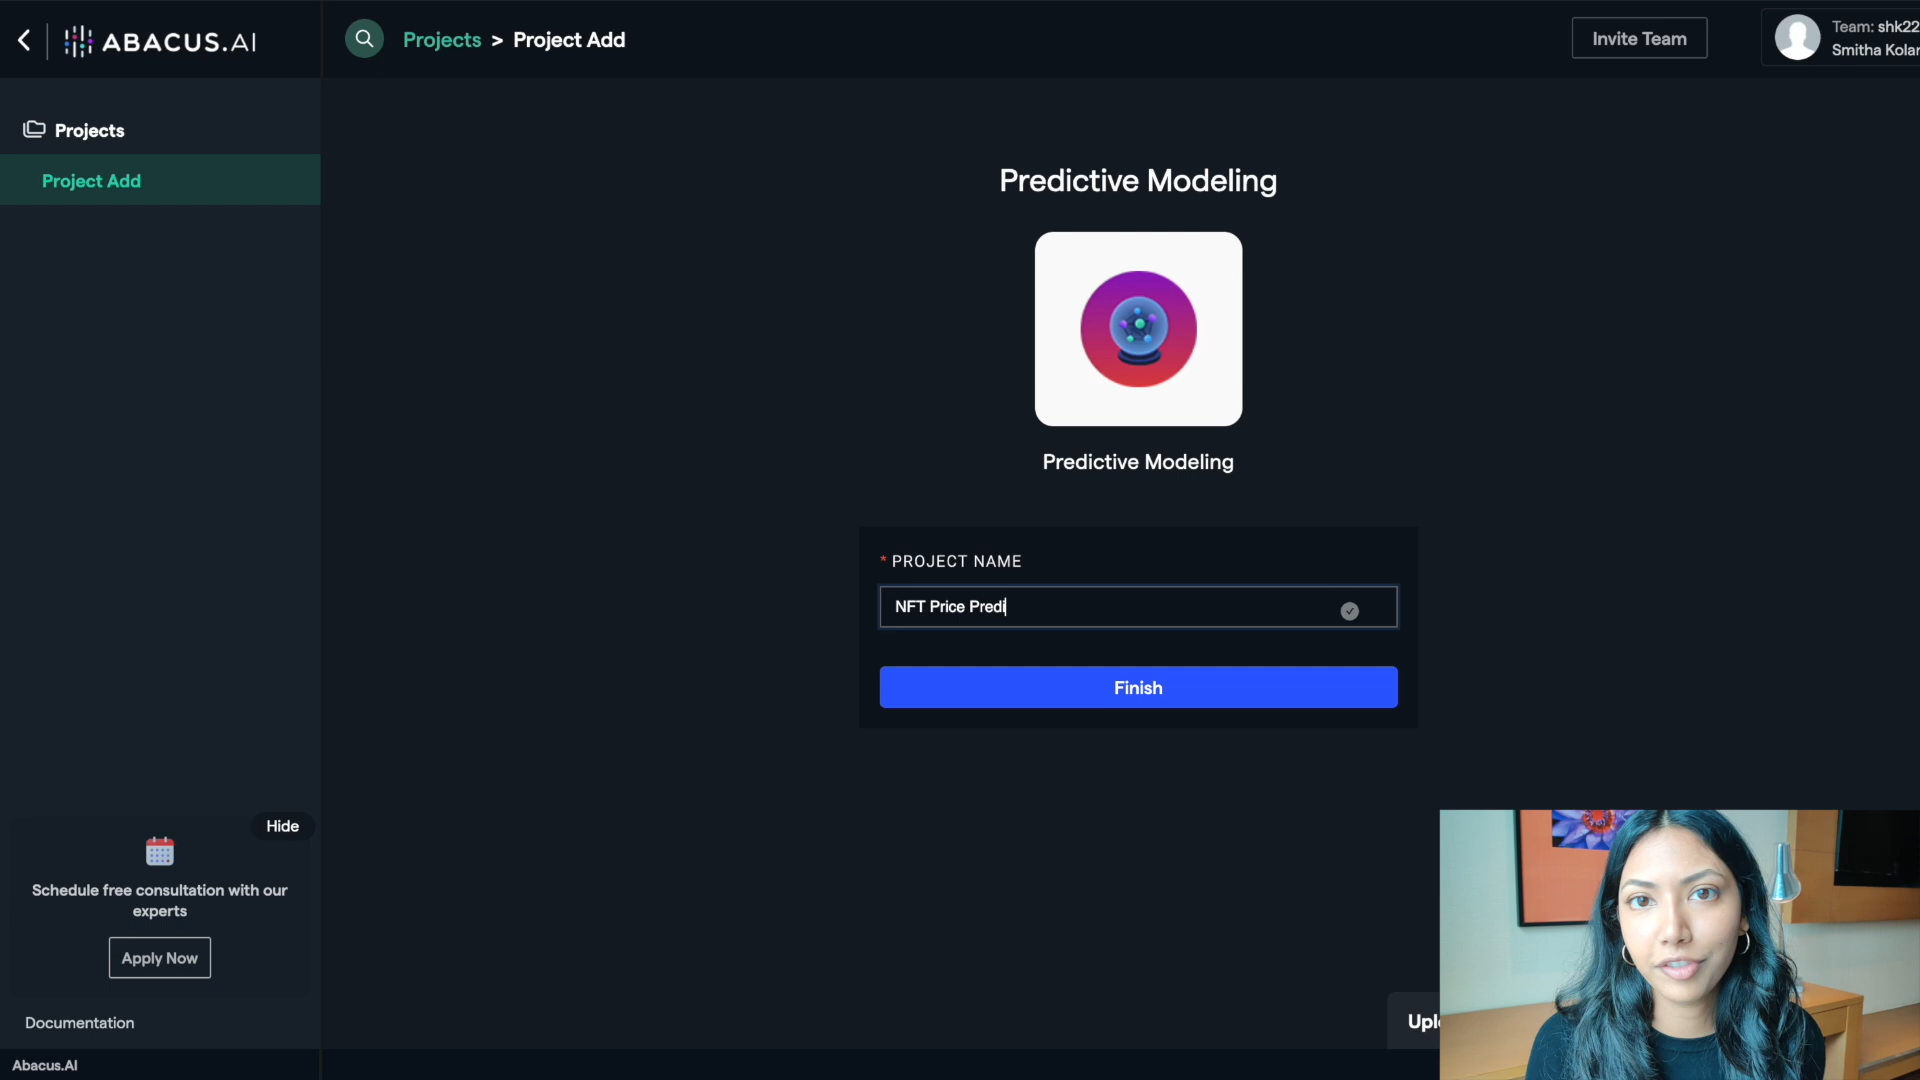 ABACUS.AI
Projects > Project Add
Invite Team
Team: shk22
Smitha Kolar
Projects
Project Add
Predictive Modeling
Predictive Modeling
* PROJECT NAME
NFT Price Predi
Finish
Hide
Schedule free consultation with our
experts
Apply Now
Documentation
Abacus.AI